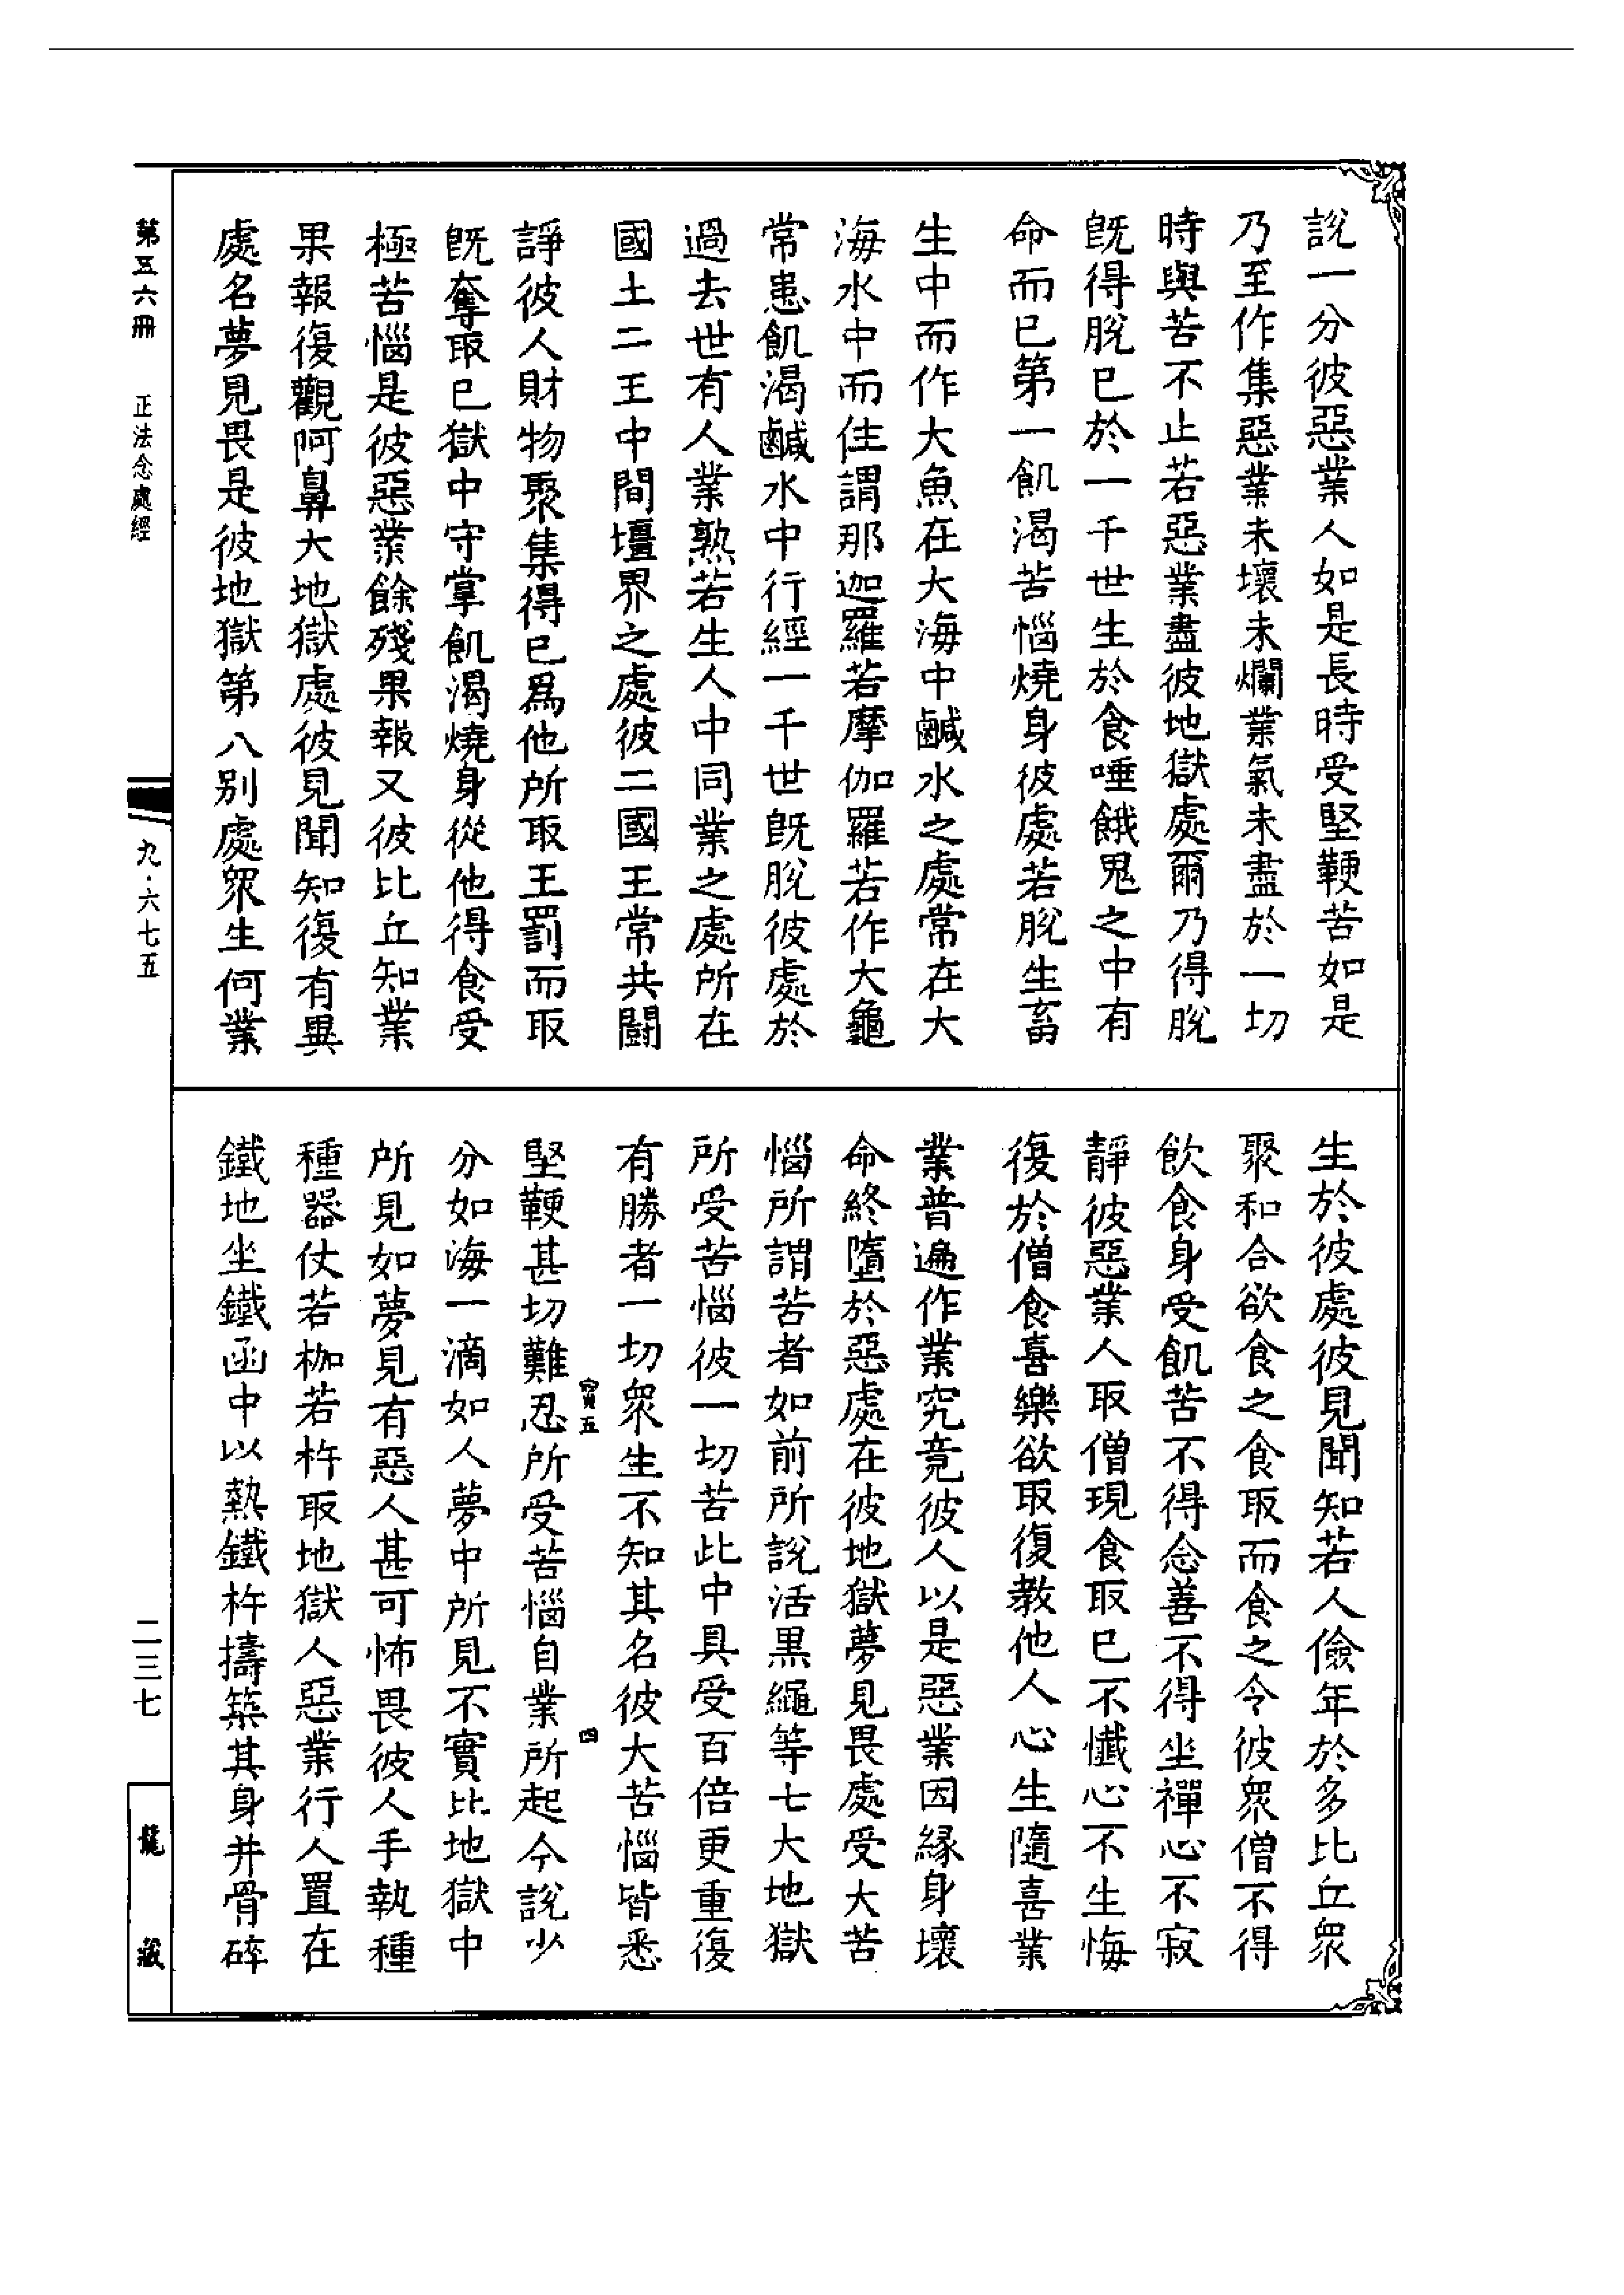 說一分彼惡業人如是長時受堅鞕苦如是
乃至作集惡業未壞未爛業氣未盡於一切
時與苦不止若惡業盡彼地獄處爾乃得脫
旣得脫已於一千世生於食唾餓鬼之中有
命而已第一飢渴苦惱燒身彼處若脫生畜
生中而作大魚在大海中鹹水之處常在大
海水中而住謂那迦羅若摩伽羅若作大龜
常患飢渴鹹水中行經一千世旣脫彼處於
過去世有人業熟若生人中同業之處所在
國土二王中間壃界之處彼二國王常共鬪
諍彼人財物聚集得已爲他所取王罰而取
旣奪取已獄中守掌飢渴燒身從他得食受
極苦惱是彼惡業餘殘果報又彼比丘知業
果報復觀阿鼻大地獄處彼見聞知復有異
處名夢見畏是彼地獄第八別處眾生何業
生於彼處彼見聞知若人儉年於多比丘眾
聚和合欲食之食取而食之令彼眾僧不得
飲食身受飢苦不得念善不得坐禪心不寂
靜彼惡業人取僧現食取已不懺心不生悔
復於僧食喜樂欲取復教他人心生隨喜業
業普遍作業究竟彼人以是惡業因緣身壞
命終墮於惡處在彼地獄夢見畏處受大苦
惱所謂苦者如前所說活黑繩等七大地獄
所受苦惱彼一切苦此中具受百倍更重復
有勝者一切眾生不知其名彼大苦惱皆悉
寶五
四
堅鞕甚切難忍所受苦惱自業所起今說少
分如海一滴如人夢中所見不實比地獄中
所見如夢見有惡人甚可怖畏彼人手執種
種器仗若枷若杵取地獄人惡業行人置在
鐵地坐鐵函中以熱鐵杵擣築其身并骨碎
第五六冊
正法念處經
九·六七五
二三七
龍藏